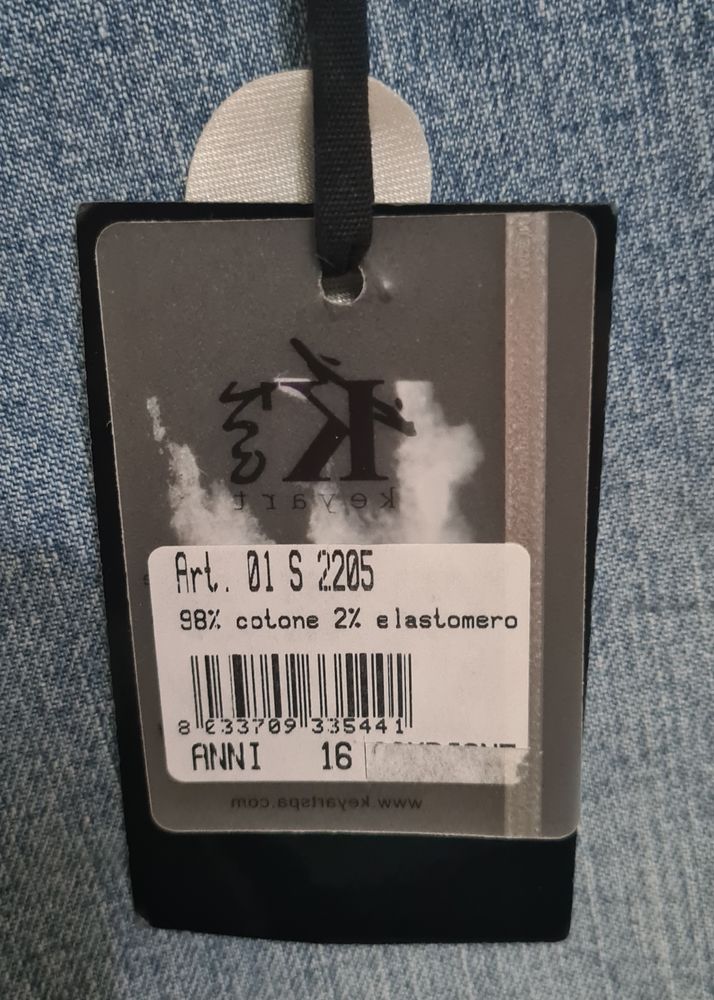 keyart
Art. 01 S 2205
98% cotone 2% elastomero
8 033709 335441
ANNI 16
www.keyartspa.com